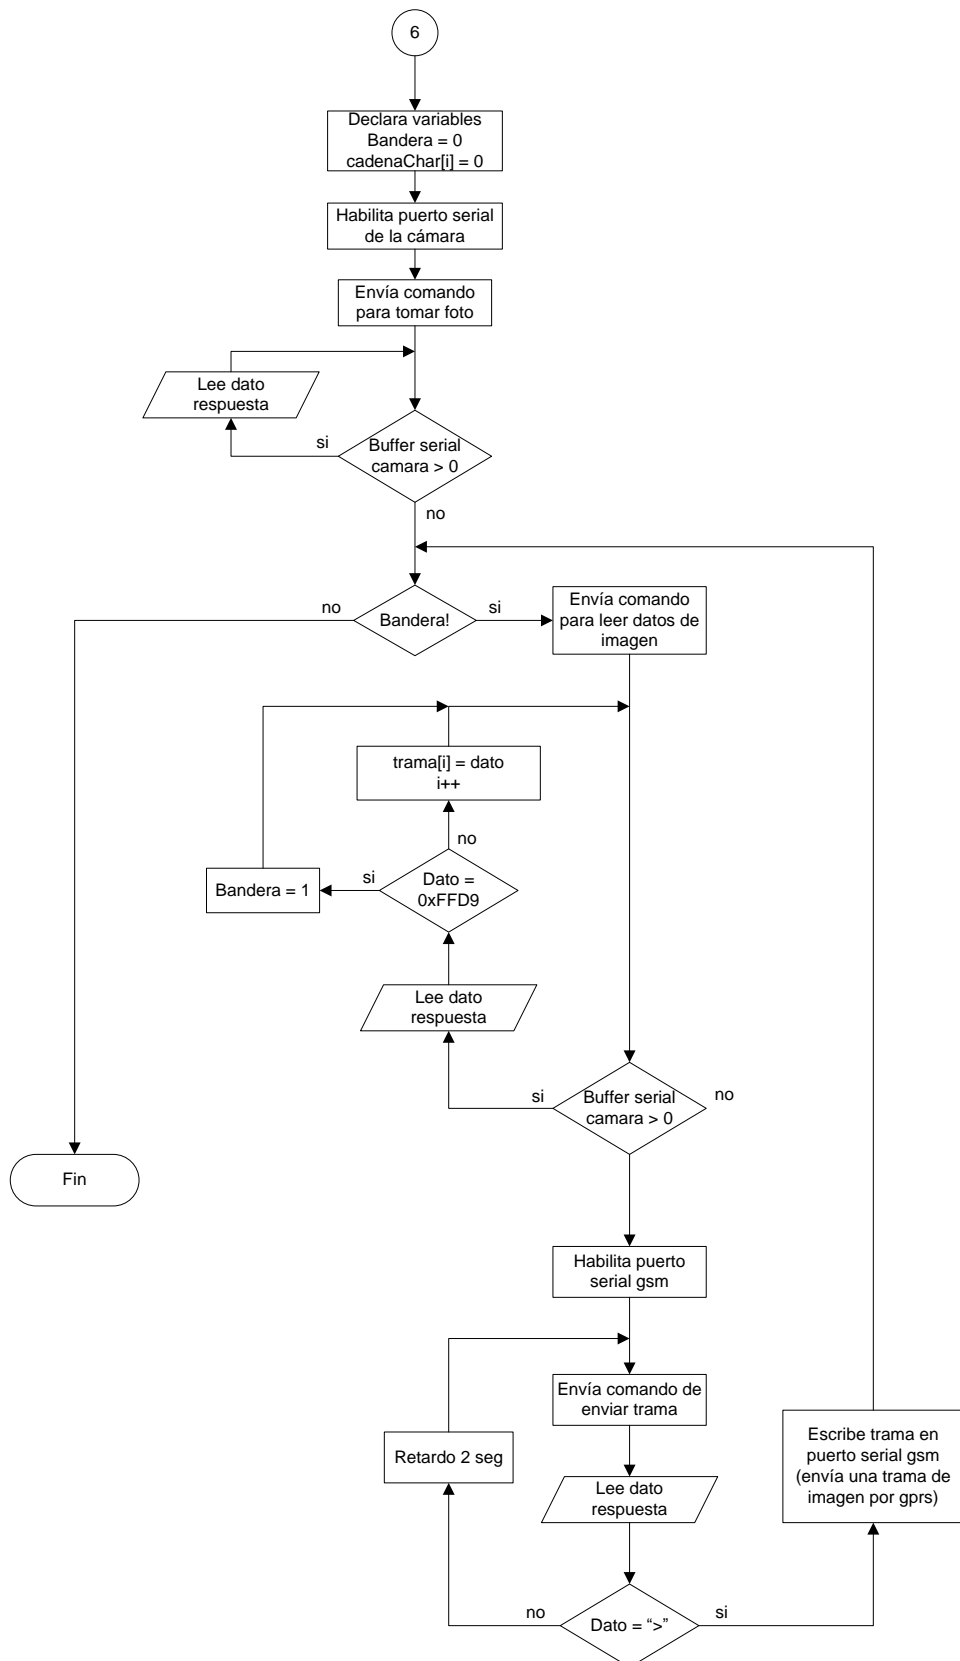 6
Declara variables
Bandera = 0
cadenaChar[i] = 0
Habilita puerto serial
de la cámara
Envía comando
para tomar foto
Lee dato
respuesta
si
Buffer serial
camara > 0
no
no
Bandera!
si
Envía comando
para leer datos de
imagen
trama[i] = dato
i++
no
Bandera = 1
si
Dato =
0xFFD9
Lee dato
respuesta
si
Buffer serial
camara > 0
no
Fin
Habilita puerto
serial gsm
Envía comando de
enviar trama
Retardo 2 seg
Lee dato
respuesta
Escribe trama en
puerto serial gsm
(envía una trama de
imagen por gprs)
no
Dato = “>”
si